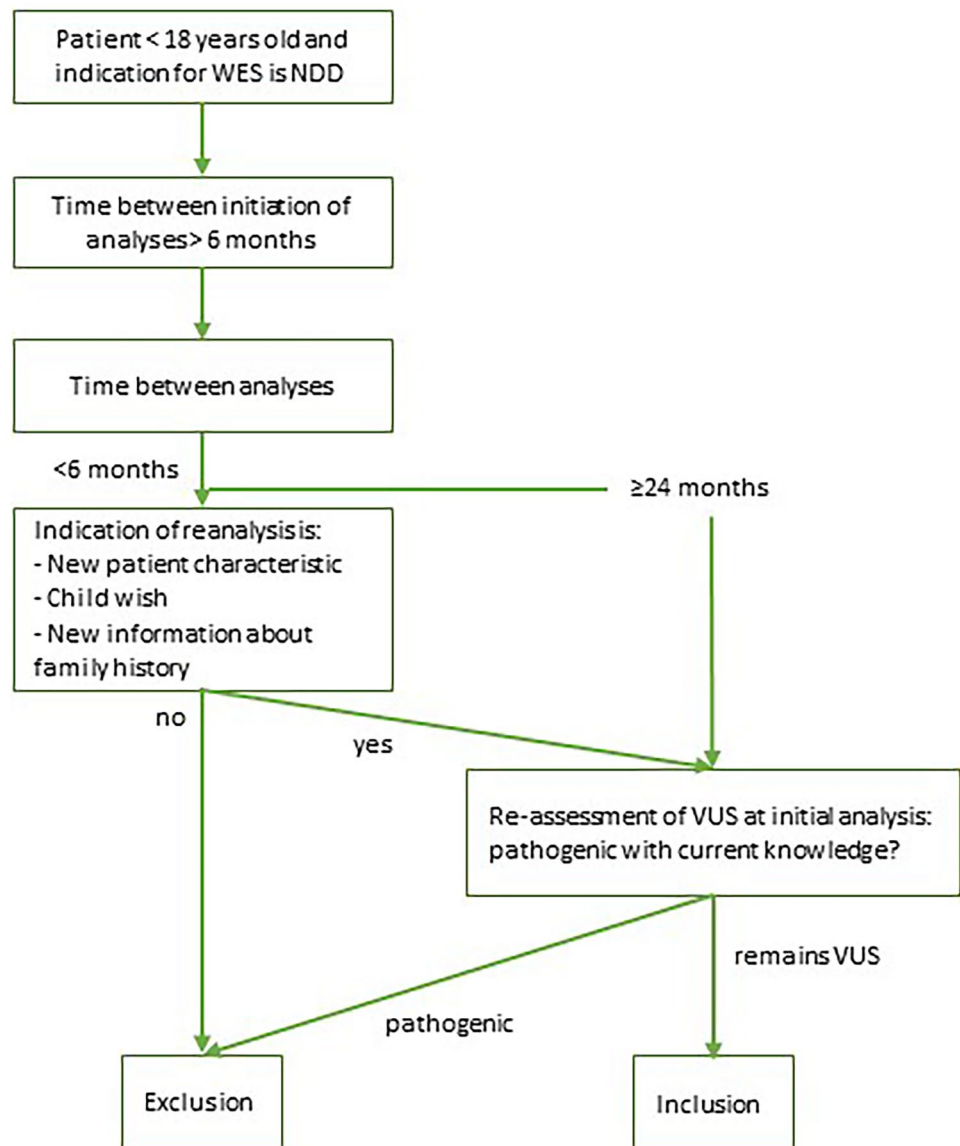 Patient < 18 years old and
indication for WES is NDD
Time between initiation of
analyses> 6 months
Time between analyses
<6 months
≥24 months
Indication of reanalysis is:
- New patient characteristic
- Child wish
- New information about
family history
no
yes
Re-assessment of VUS at initial analysis:
pathogenic with current knowledge?
remains VUS
pathogenic
Exclusion
Inclusion